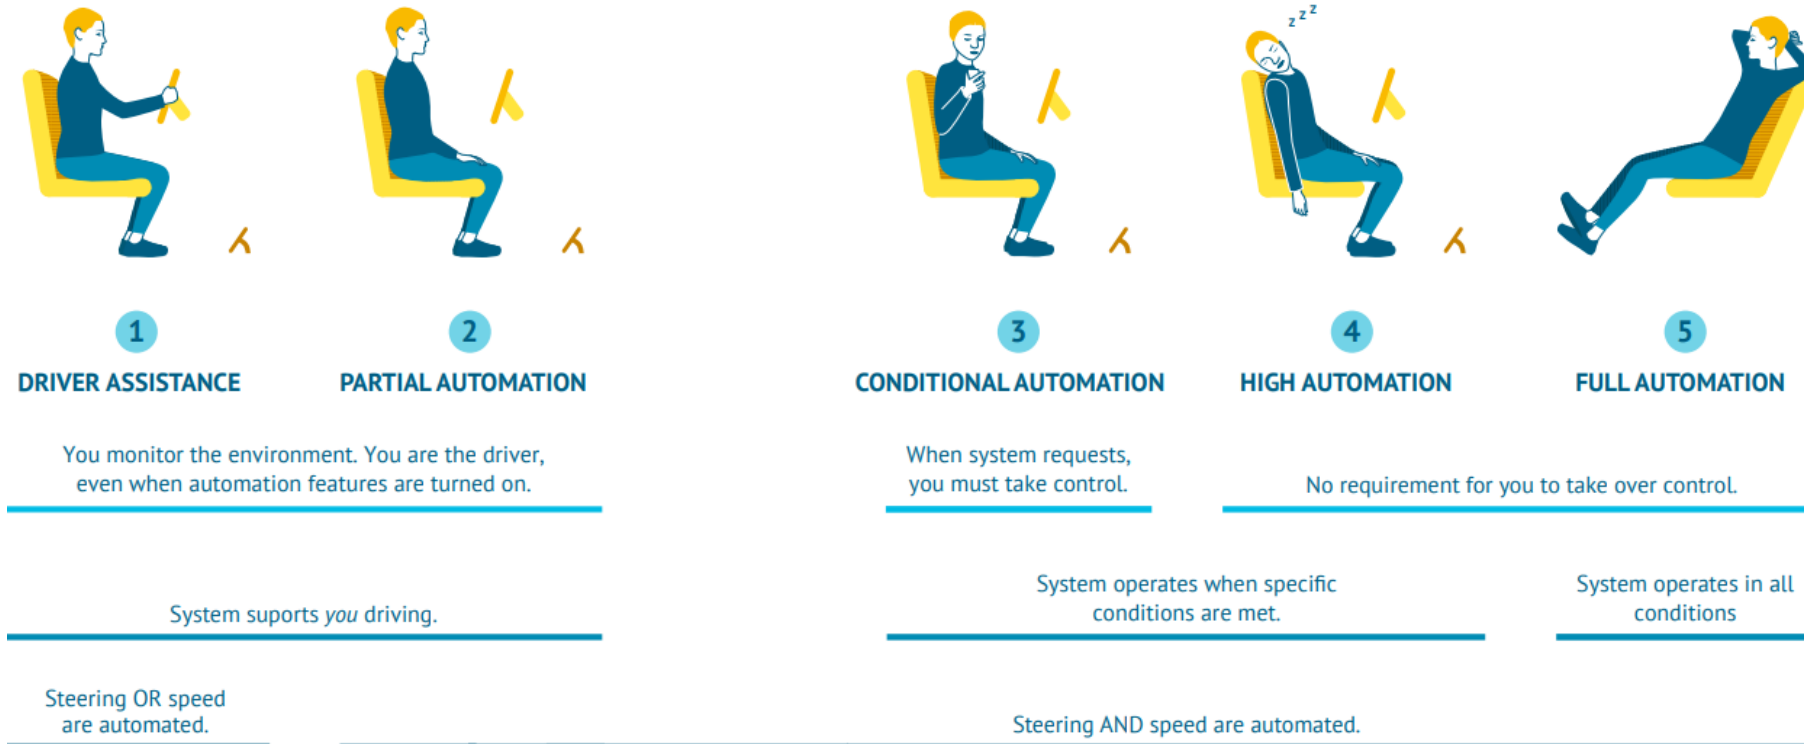 z z z
1
2
3
4
5
DRIVER ASSISTANCE
PARTIAL AUTOMATION
CONDITIONAL AUTOMATION
HIGH AUTOMATION
FULL AUTOMATION
You monitor the environment. You are the driver,
even when automation features are turned on.
When system requests,
you must take control.
No requirement for you to take over control.
System suports you driving.
System operates when specific
conditions are met.
System operates in all
conditions
Steering OR speed
are automated.
Steering AND speed are automated.